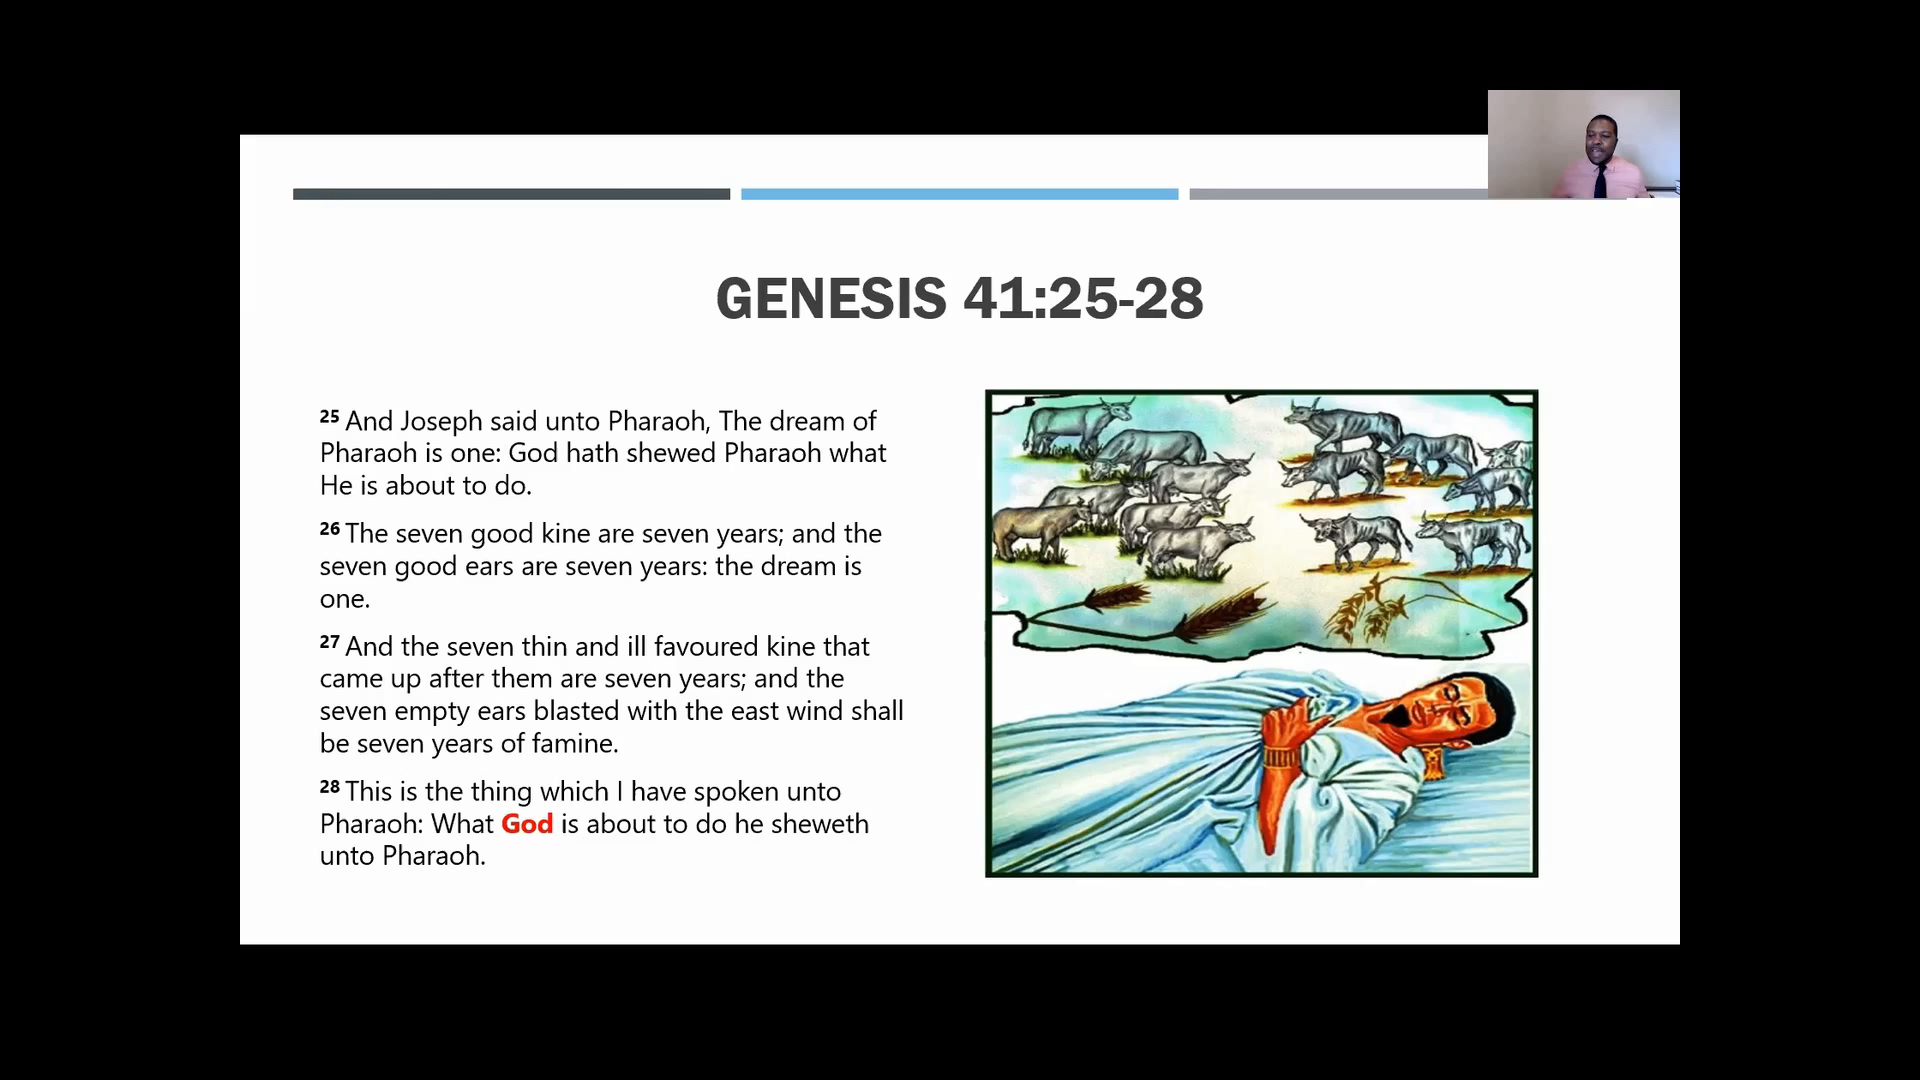 GENESIS 41:25-28
25 And Joseph said unto Pharaoh, The dream of
Pharaoh is one: God hath shewed Pharaoh what
He is about to do.
26 The seven good kine are seven years; and the
seven good ears are seven years: the dream is
one.
27 And the seven thin and ill favoured kine that
came up after them are seven years; and the
seven empty ears blasted with the east wind shall
be seven years of famine.
28 This is the thing which I have spoken unto
Pharaoh: What God is about to do he sheweth
unto Pharaoh.